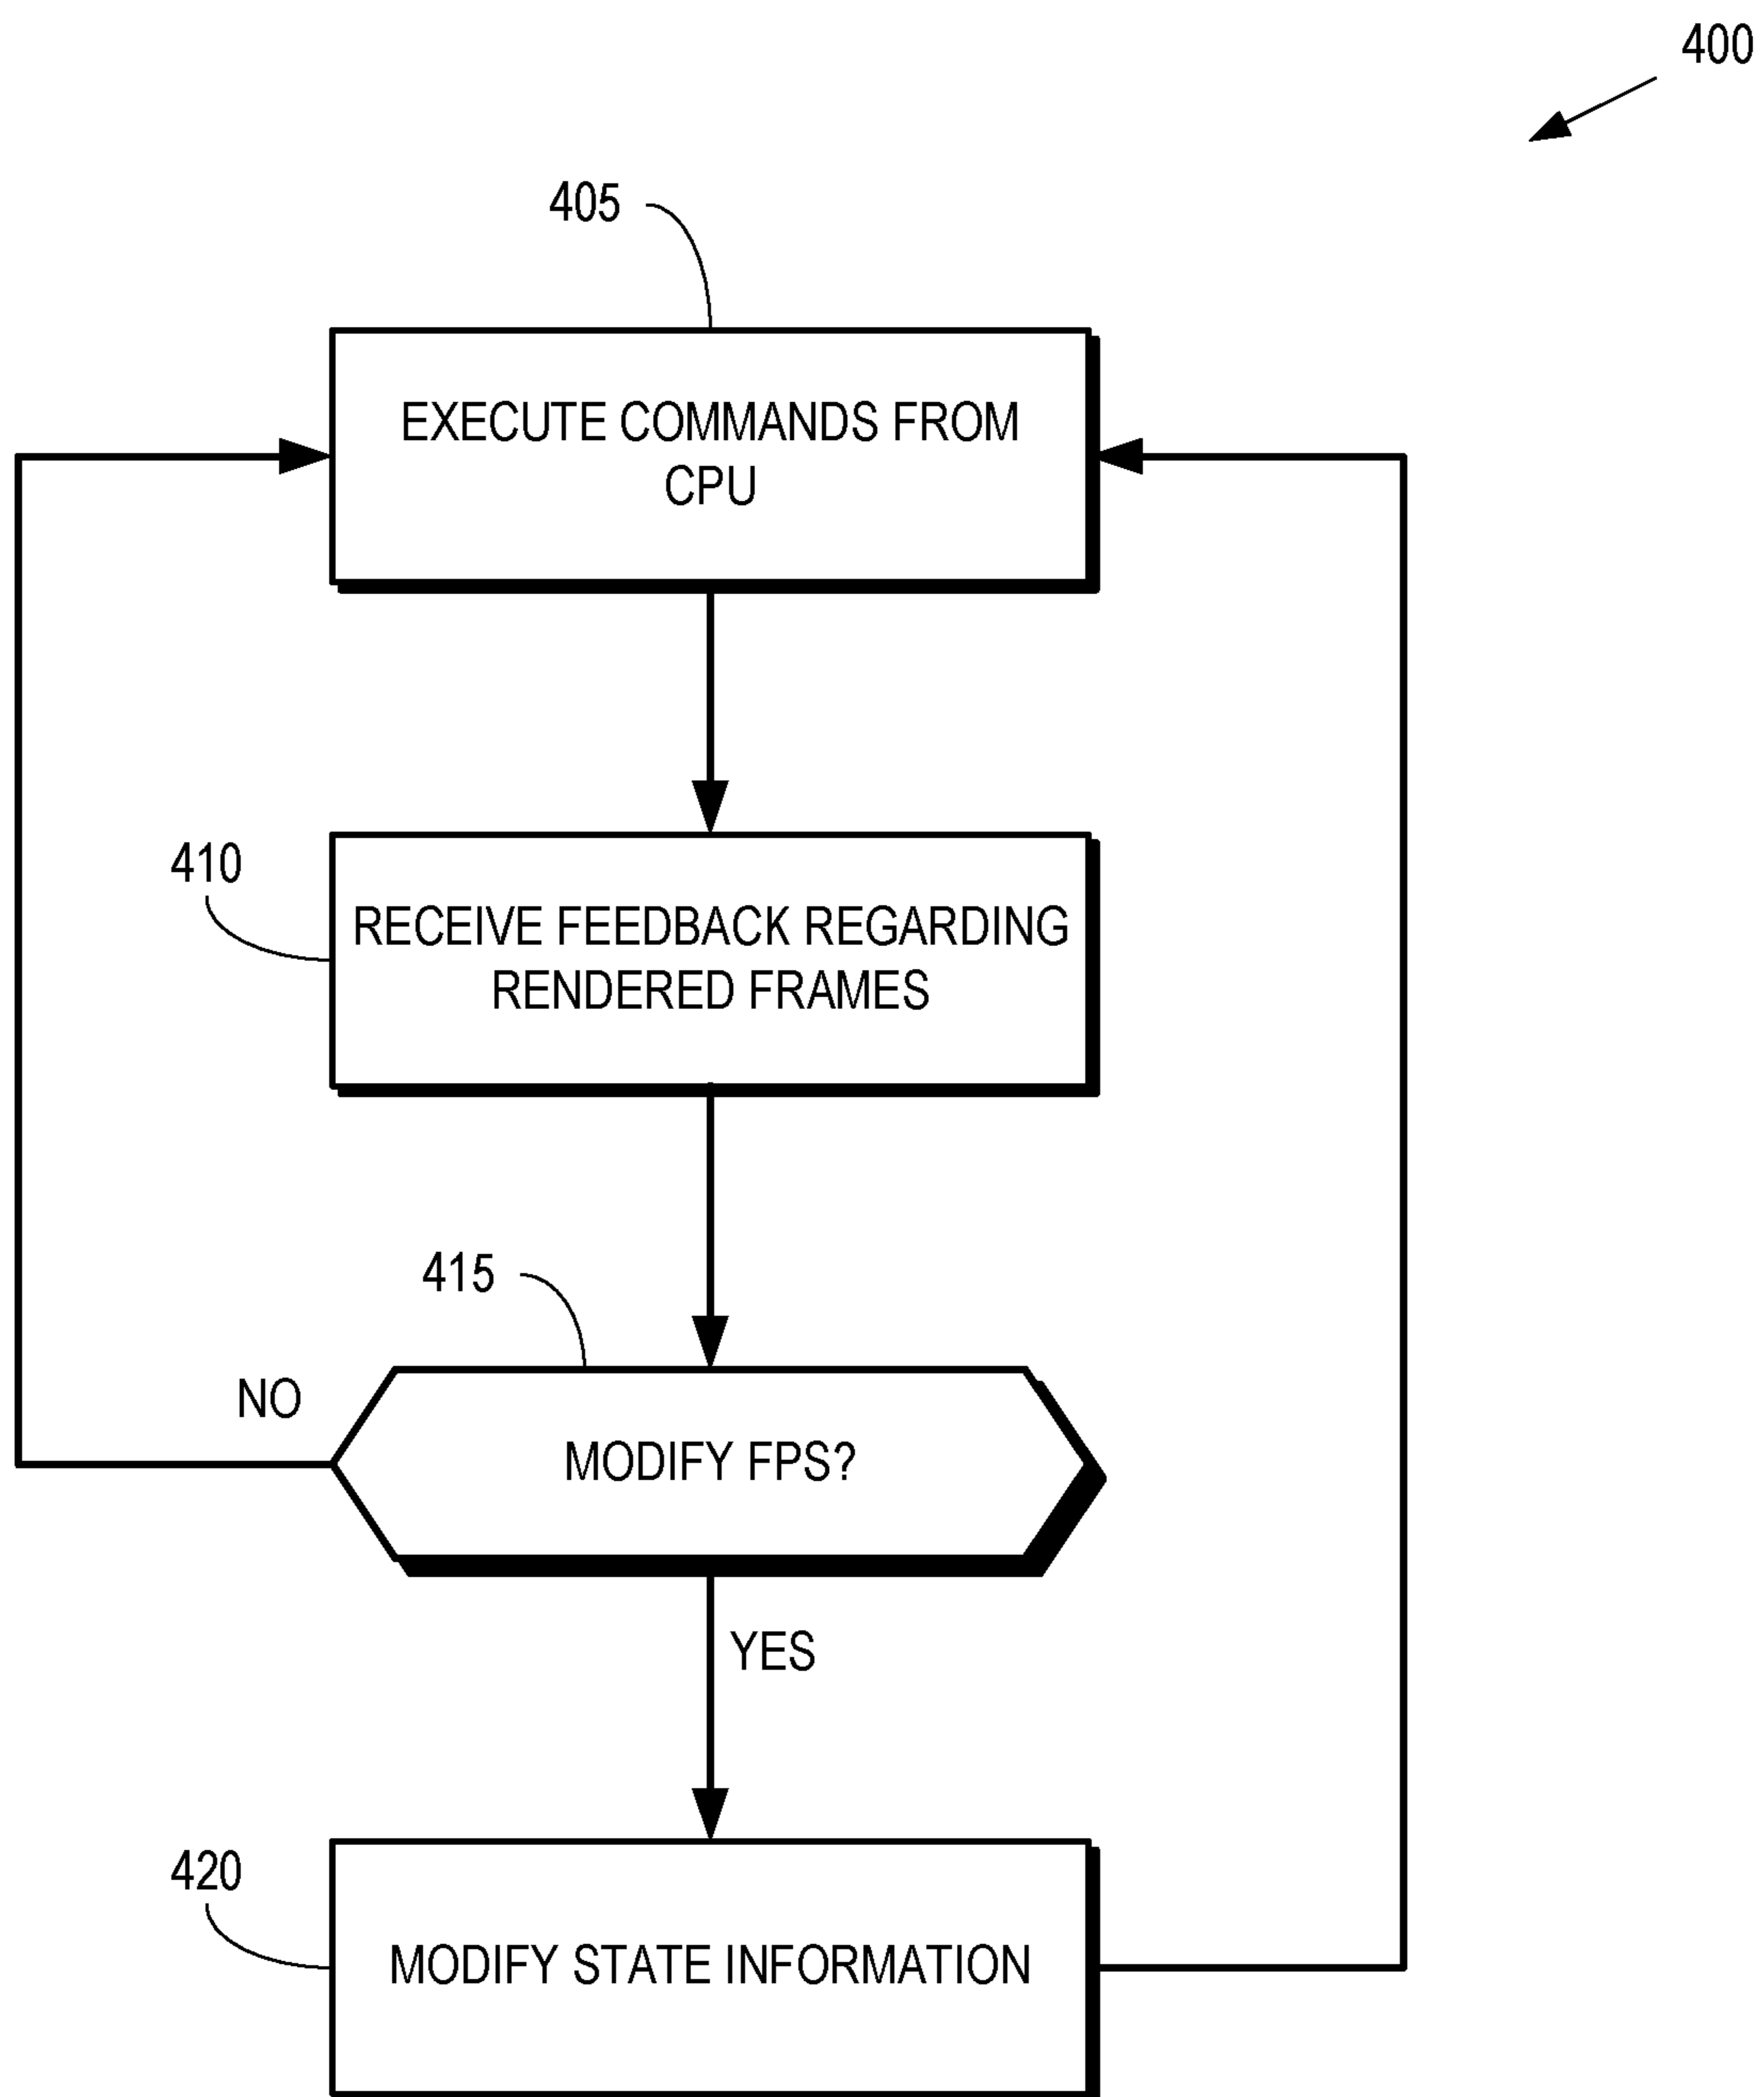 400
405
EXECUTE COMMANDS FROM
CPU
410
RECEIVE FEEDBACK REGARDING
RENDERED FRAMES
415
NO
MODIFY FPS?
YES
420
MODIFY STATE INFORMATION